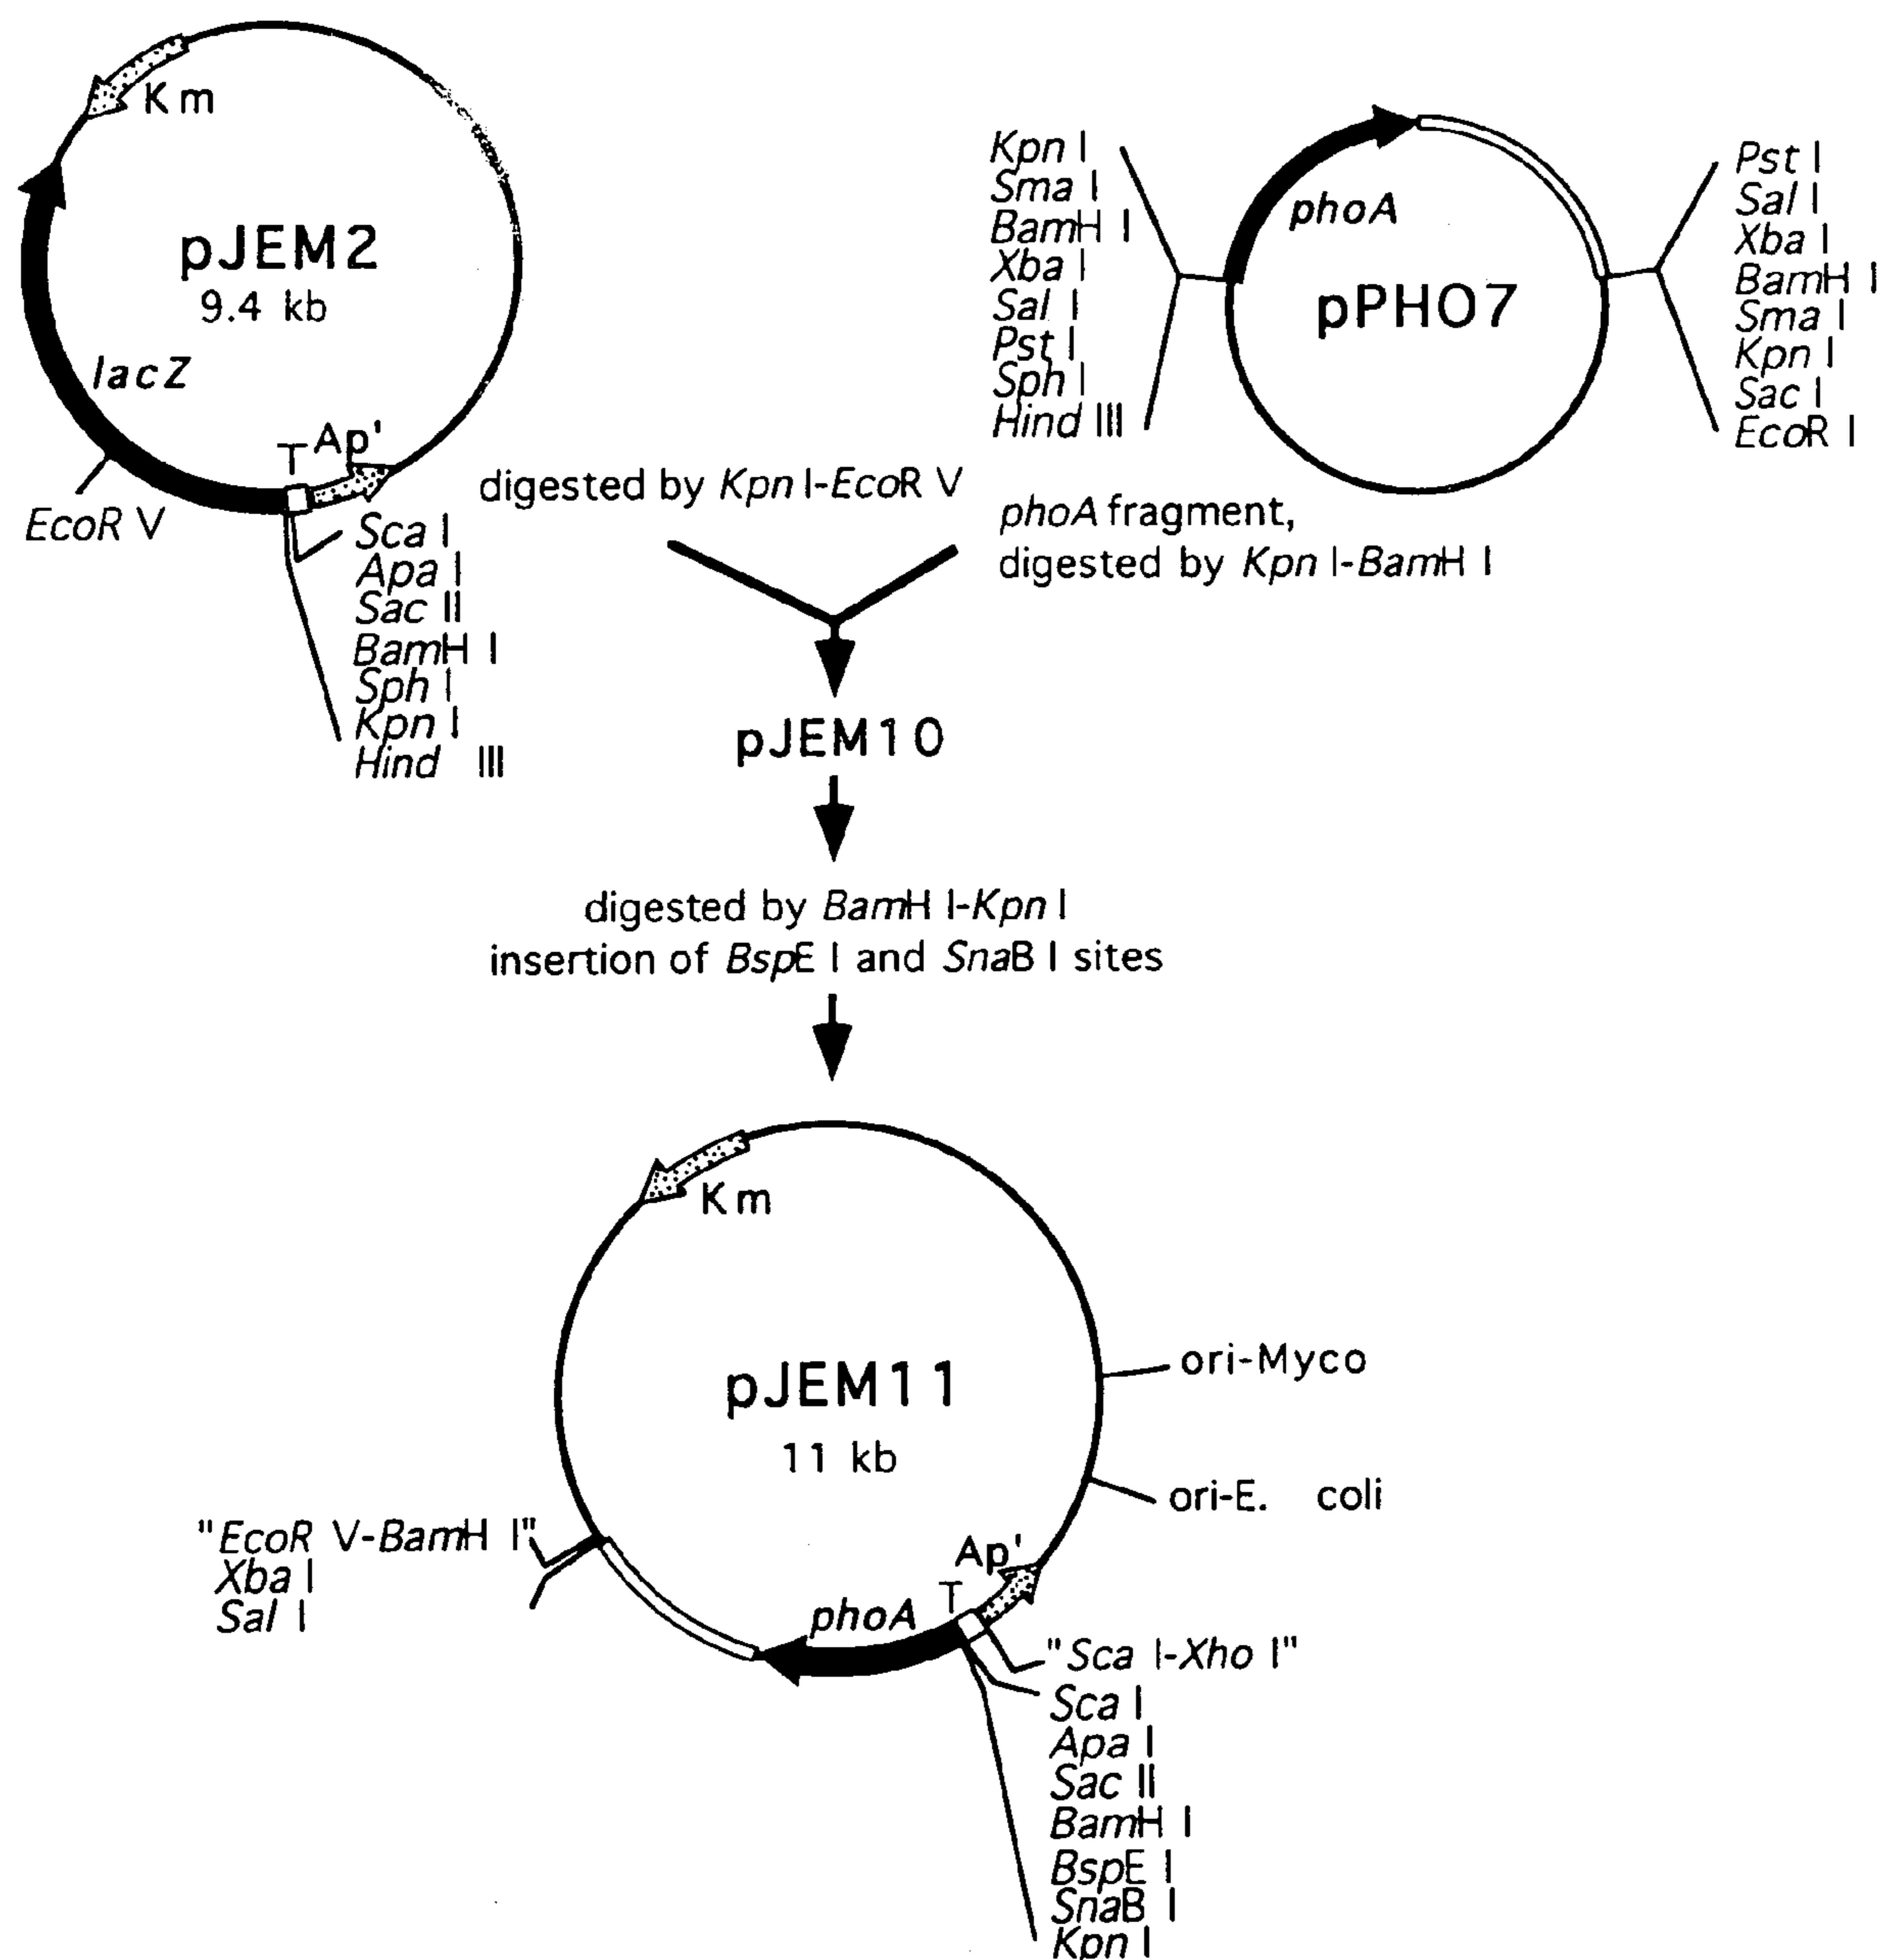 Km
pJEM2
9.4 kb
lacZ
T Ap'
EcoR V
Sca I
Apa I
Sac II
BamH I
Sph I
Kpn I
Hind III
Kpn I
Sma I
BamH I
Xba I
Sal I
Pst I
Sph I
Hind III
phoA
pPHO7
Pst I
Sal I
Xba I
BamH I
Sma I
Kpn I
Sac I
EcoR I
digested by Kpn I-EcoR V
phoA fragment,
digested by Kpn I-BamH I
pJEM10
digested by BamH I-Kpn I
insertion of BspE I and SnaB I sites
Km
pJEM11
11 kb
ori-Myco
ori-E. coli
"EcoR V-BamH I"
Xba I
Sal I
phoA
T
Ap'
"Sca I-Xho I"
Sca I
Apa I
Sac II
BamH I
BspE I
SnaB I
Kpn I